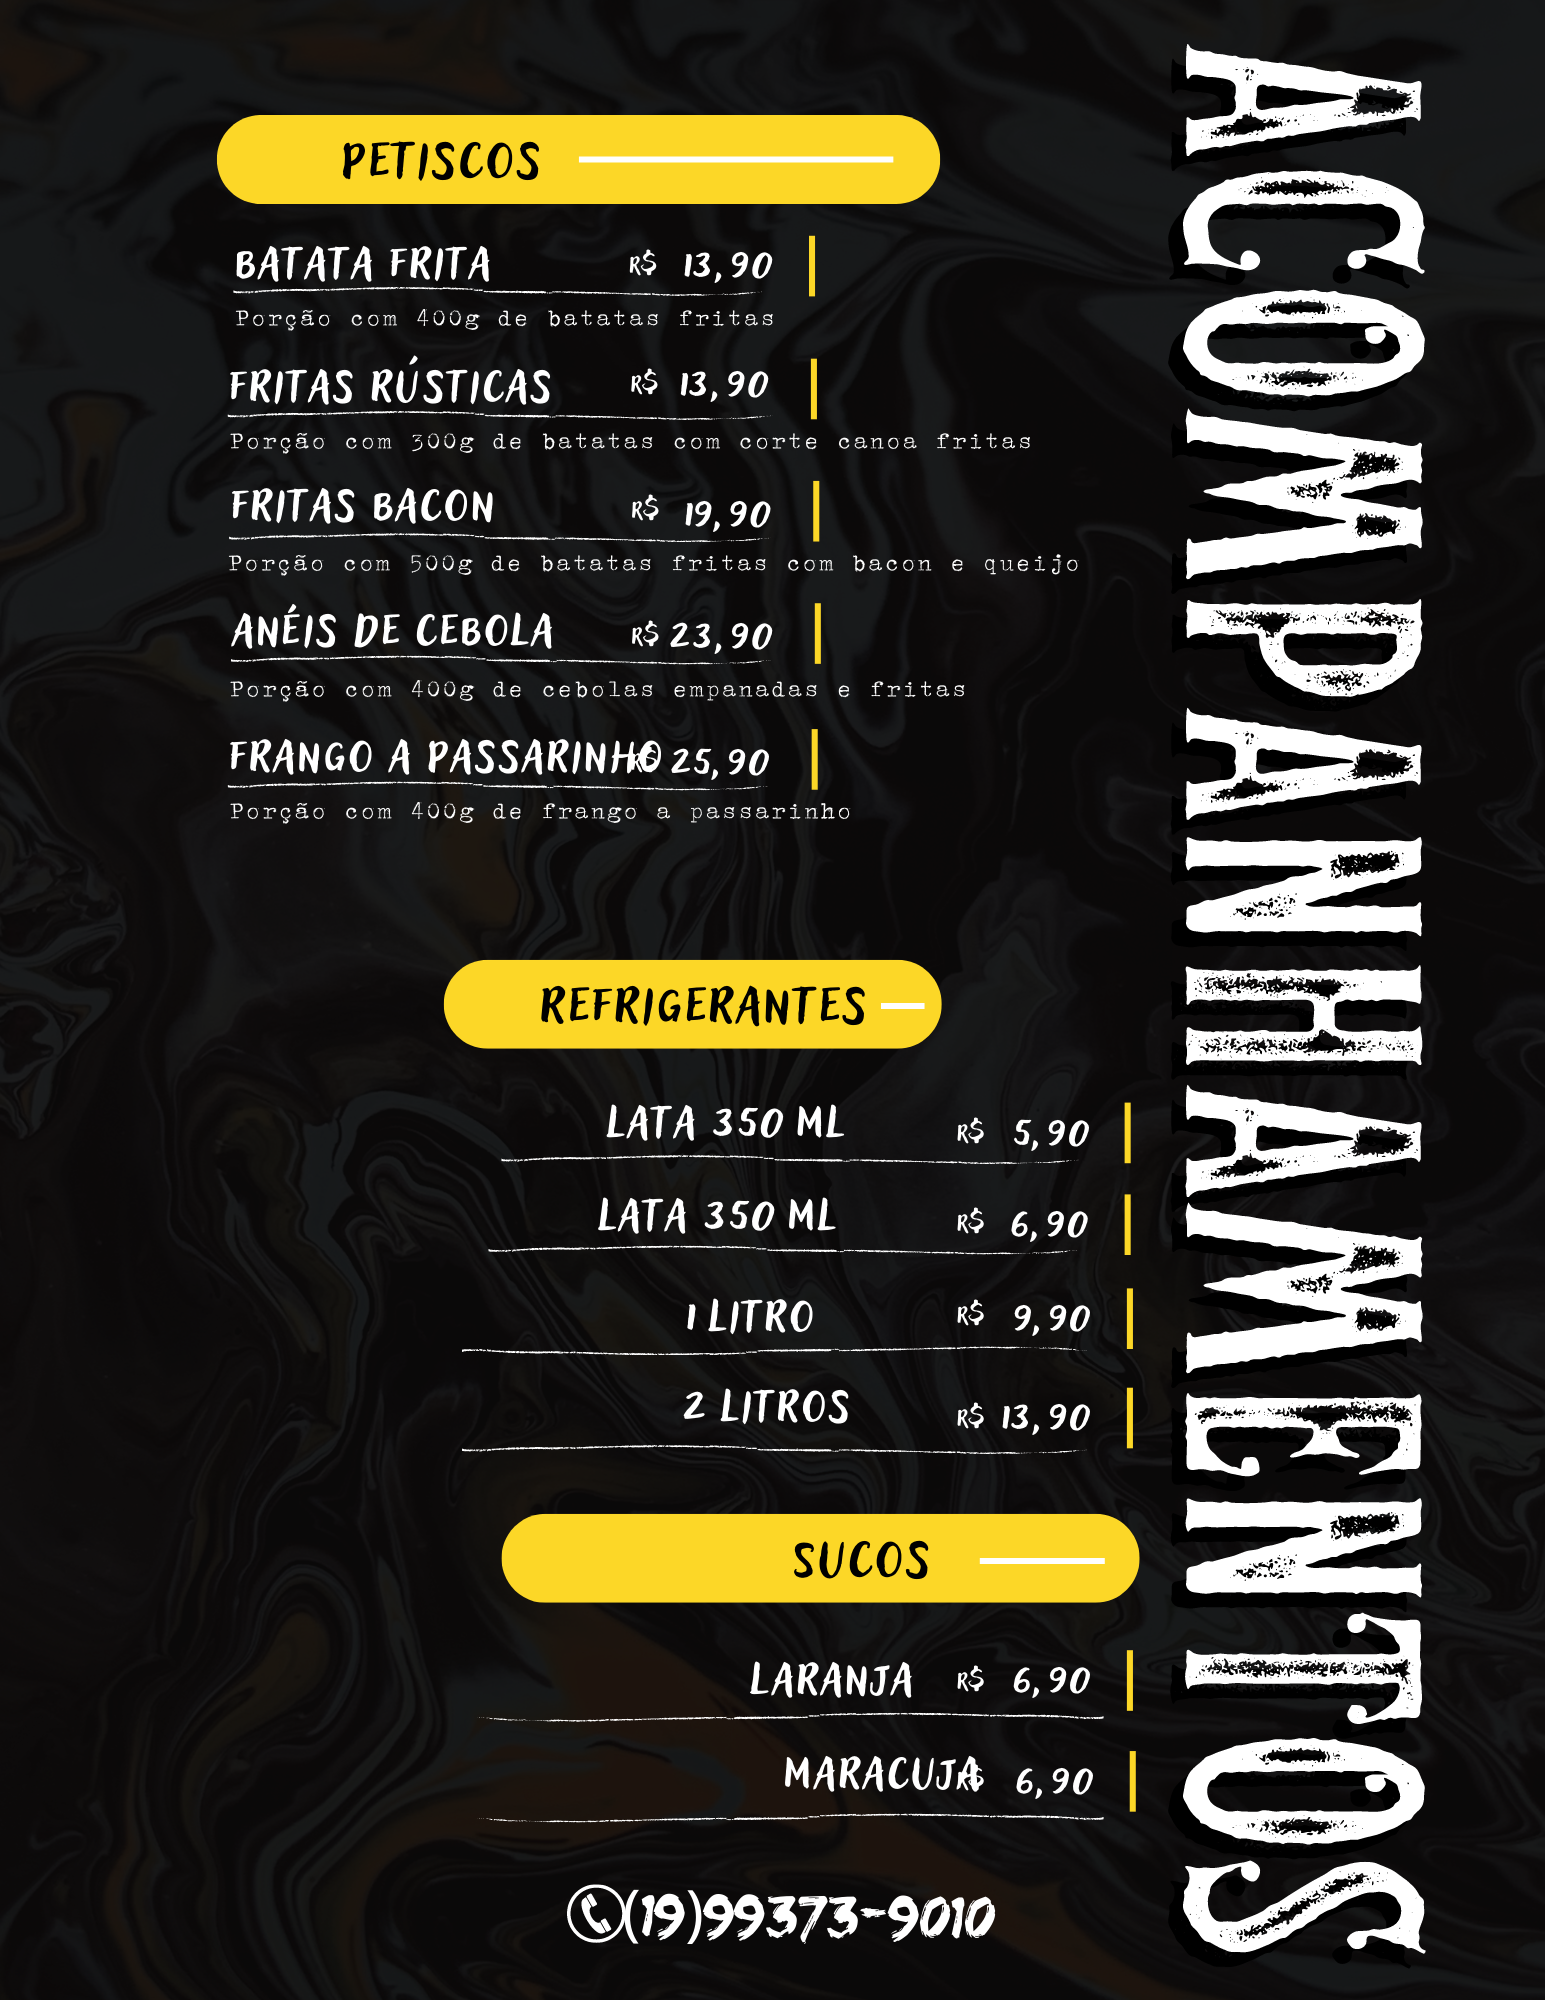 ACOMPANHAMENTOS
PETISCOS
BATATA FRITA R$ 13,90
Porção com 400g de batatas fritas
FRITAS RÚSTICAS R$ 13,90
Porção com 300g de batatas com corte canoa fritas
FRITAS BACON R$ 19,90
Porção com 500g de batatas fritas com bacon e queijo
ANÉIS DE CEBOLA R$ 23,90
Porção com 400g de cebolas empanadas e fritas
FRANGO A PASSARINHO R$ 25,90
Porção com 400g de frango a passarinho
REFRIGERANTES
LATA 350 ML R$ 5,90
LATA 350 ML R$ 6,90
1 LITRO R$ 9,90
2 LITROS R$ 13,90
SUCOS
LARANJA R$ 6,90
MARACUJA R$ 6,90
(19)99373-9010